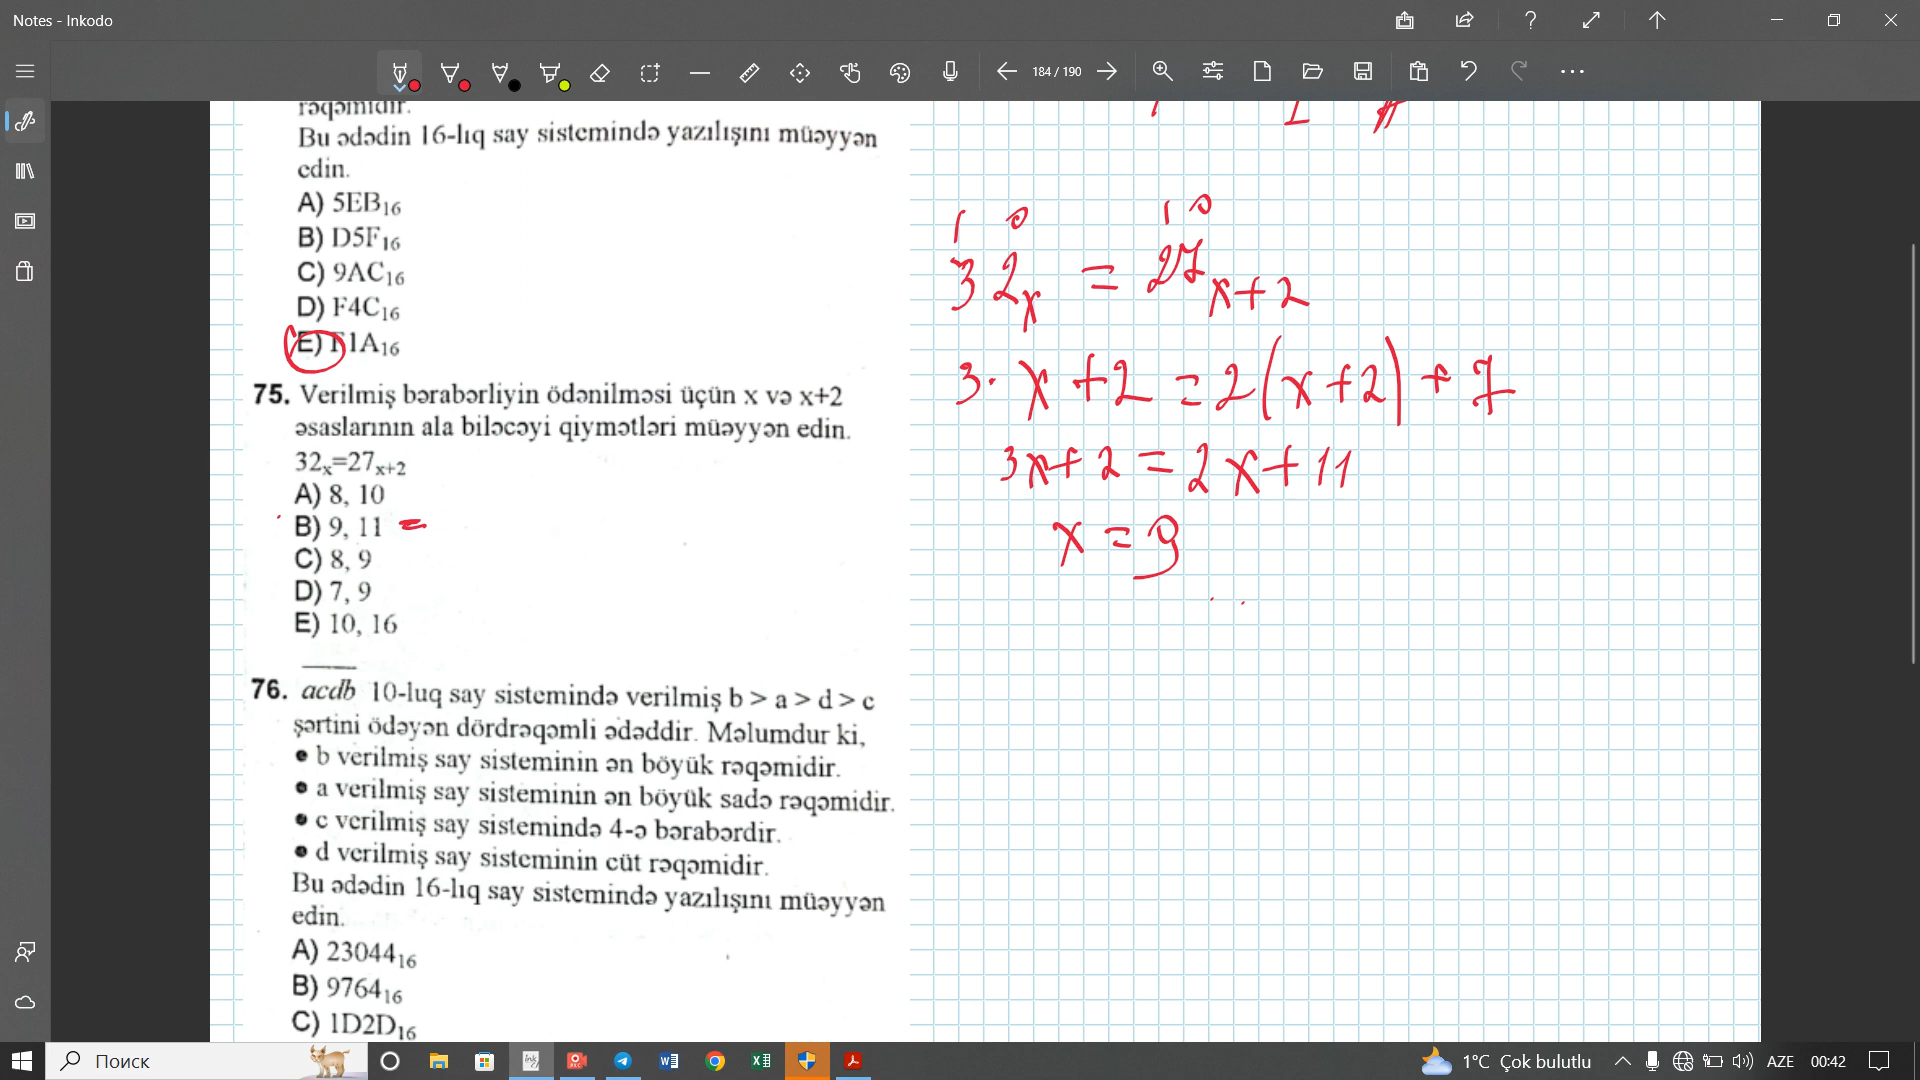 Notes - Inkodo
184 / 190
rəqəmidir.
Bu ədədin 16-lıq say sistemində yazılışını müəyyən
edin.
A) 5EB16
B) D5F16
C) 9AC16
D) F4C16
E) F1A16
75. Verilmiş bərabərliyin ödənilməsi üçün x və x+2
əsaslarının ala biləcəyi qiymətləri müəyyən edin.
32x=27x+2
A) 8, 10
B) 9, 11
C) 8, 9
D) 7, 9
E) 10, 16
76. acdb 10-luq say sistemində verilmiş b > a > d > c
şərtini ödəyən dördrəqəmli ədəddir. Məlumdur ki,
• b verilmiş say sisteminin ən böyük rəqəmidir.
• a verilmiş say sisteminin ən böyük sadə rəqəmidir.
• c verilmiş say sistemində 4-ə bərabərdir.
• d verilmiş say sisteminin cüt rəqəmidir.
Bu ədədin 16-lıq say sistemində yazılışını müəyyən
edin.
A) 2304416
B) 976416
C) 1D2D16
1 0 1 0
32x = 27x+2
3· x +2 = 2(x+2) + 7
3x+2 = 2x+11
x = 9
Поиск
1°C Çok bulutlu
AZE
00:42